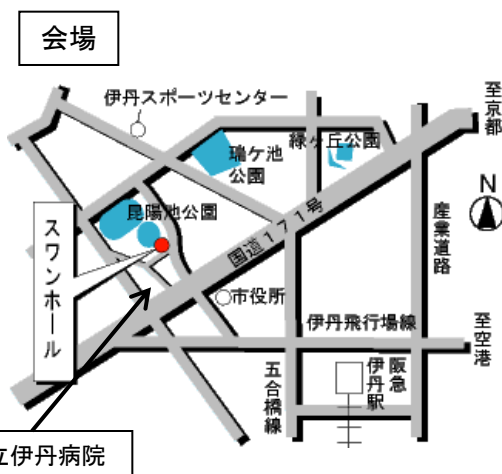 会場
伊丹スポーツセンター
至京都
緑ヶ丘公園
瑞ケ池
公園
N
昆陽池公園
国道171号
産業道路
スワンホール
市役所
伊丹飛行場線
至空港
五合橋線
阪急
伊丹駅
立伊丹病院